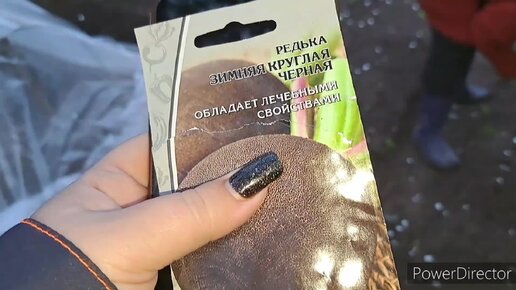 РЕДЬКА
ЗИМНЯЯ КРУГЛАЯ
ЧЕРНАЯ
ОБЛАДАЕТ ЛЕЧЕБНЫМИ
СВОЙСТВАМИ
PowerDirector